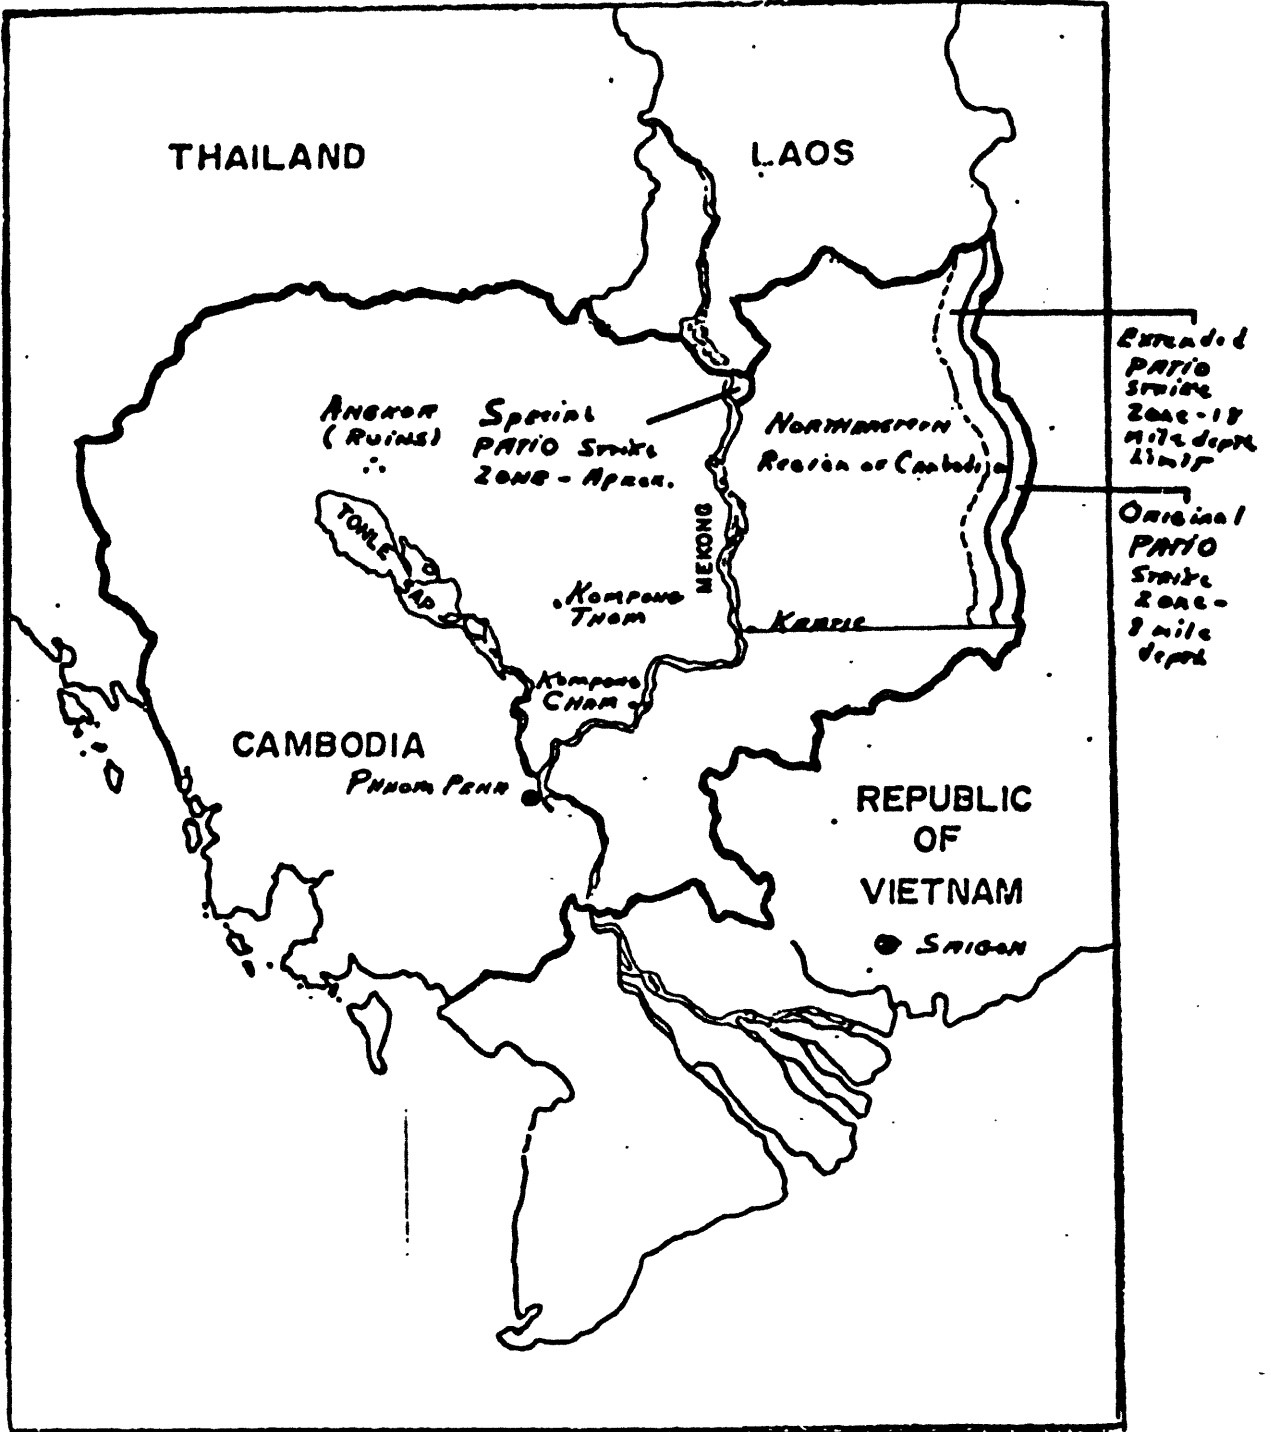 THAILAND
LAOS
Extended
PATIO
Strike
Zone - 18
Mile depth
Limit
ANGKOR
(RUINS)
Special
PATIO Strike
ZONE - Aprox.
NORTHEASTERN
Region of Cambodia
Original
PATIO
Strike
Zone -
8 mile
depth
TONLE
SAP
MEKONG
Kompong
Thom
Kratie
Kompong
CHAM
CAMBODIA
PHNOM PENH
REPUBLIC
OF
VIETNAM
SAIGON